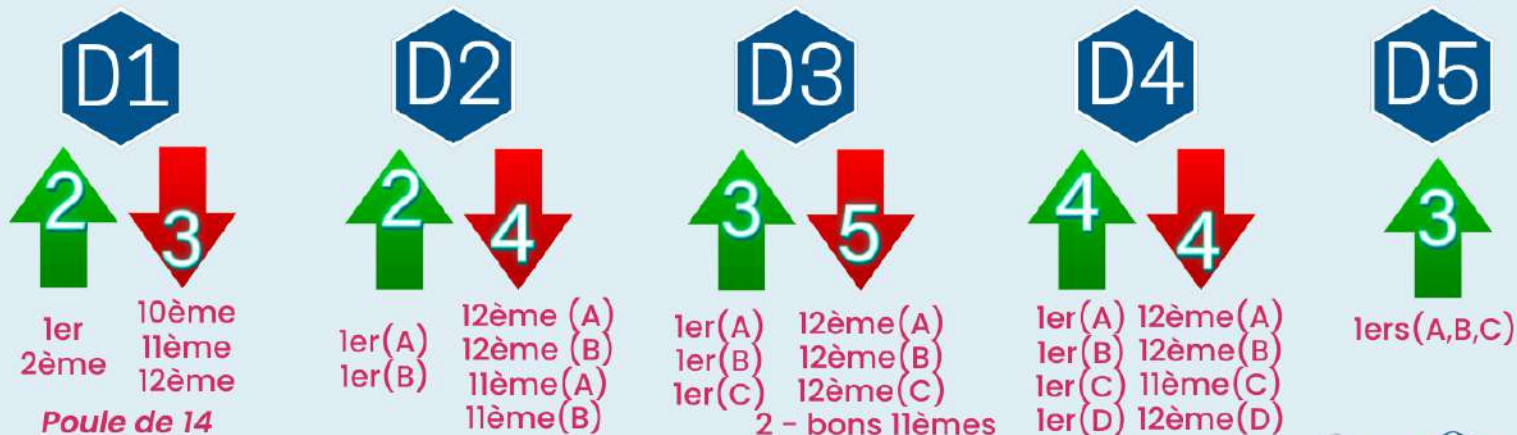 D1
2
3
1er
2ème
10ème
11ème
12ème
Poule de 14
D2
2
4
1er(A)
1er(B)
12ème (A)
12ème (B)
11ème(A)
11ème(B)
D3
3
5
1er(A)
1er(B)
1er(C)
12ème(A)
12ème(B)
12ème(C)
2 - bons 11èmes
D4
4
4
1er(A)
1er(B)
1er(C)
1er(D)
12ème(A)
12ème(B)
11ème(C)
12ème(D)
D5
3
1ers(A,B,C)